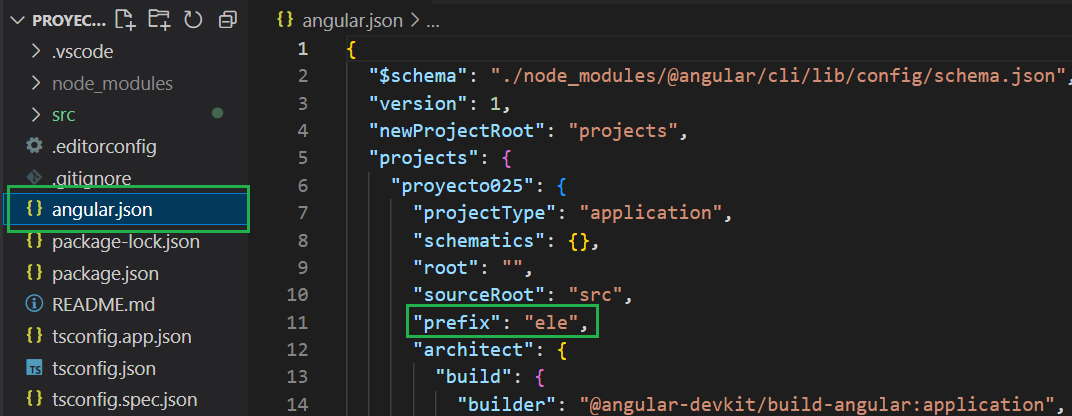 PROYEC...
.vscode
node_modules
src
.editorconfig
.gitignore
{} angular.json
{} package-lock.json
{} package.json
README.md
{} tsconfig.app.json
TS tsconfig.json
{} tsconfig.spec.json
{} angular.json > ...
1 {
2 "$schema": "./node_modules/@angular/cli/lib/config/schema.json",
3 "version": 1,
4 "newProjectRoot": "projects",
5 "projects": {
6 "proyecto025": {
7 "projectType": "application",
8 "schematics": {},
9 "root": "",
10 "sourceRoot": "src",
11 "prefix": "ele",
12 "architect": {
13 "build": {
14 "builder": "@angular-devkit/build-angular:application",